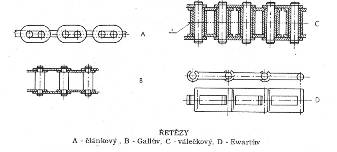 A
C
B
D
ŘETĚZY
A - článkový , B - Gallův, C - válečkový, D - Ewartův